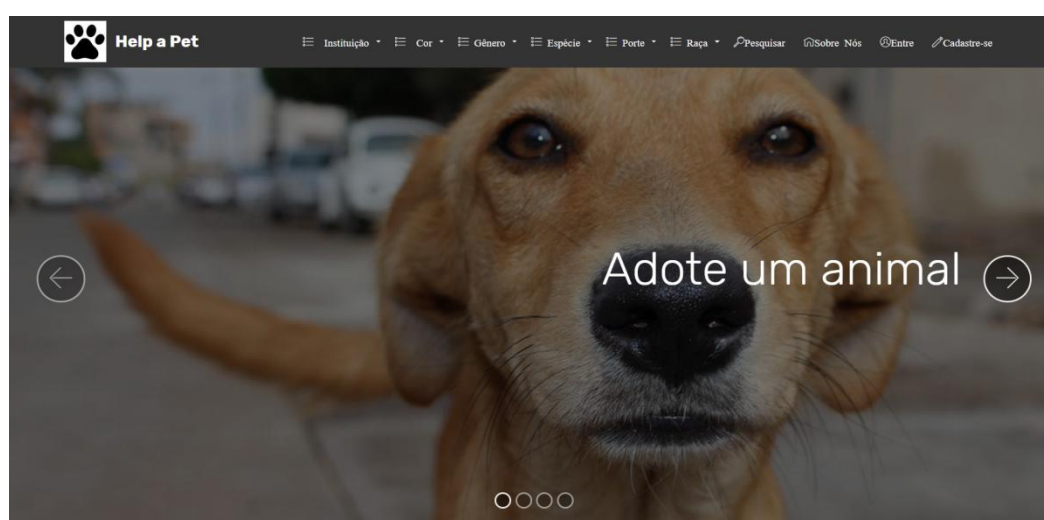 Help a Pet
Instituição Cor Gênero Espécie Porte Raça Pesquisar Sobre Nós Entre Cadastre-se
Adote um animal